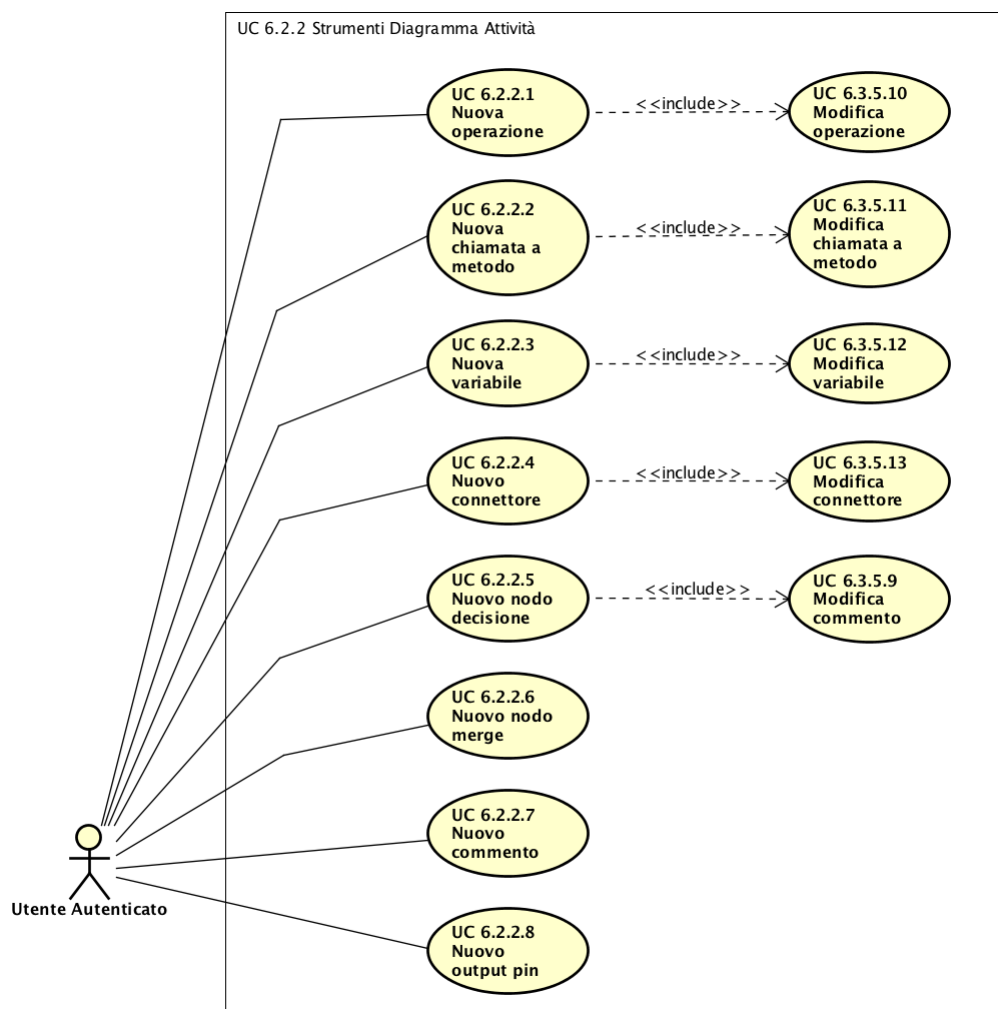 UC 6.2.2 Strumenti Diagramma Attività
UC 6.2.2.1
Nuova
operazione
<<include>>
UC 6.3.5.10
Modifica
operazione
UC 6.2.2.2
Nuova
chiamata a
metodo
<<include>>
UC 6.3.5.11
Modifica
chiamata a
metodo
UC 6.2.2.3
Nuova
variabile
<<include>>
UC 6.3.5.12
Modifica
variabile
UC 6.2.2.4
Nuovo
connettore
<<include>>
UC 6.3.5.13
Modifica
connettore
UC 6.2.2.5
Nuovo nodo
decisione
<<include>>
UC 6.3.5.9
Modifica
commento
UC 6.2.2.6
Nuovo nodo
merge
UC 6.2.2.7
Nuovo
commento
Utente Autenticato
UC 6.2.2.8
Nuovo
output pin